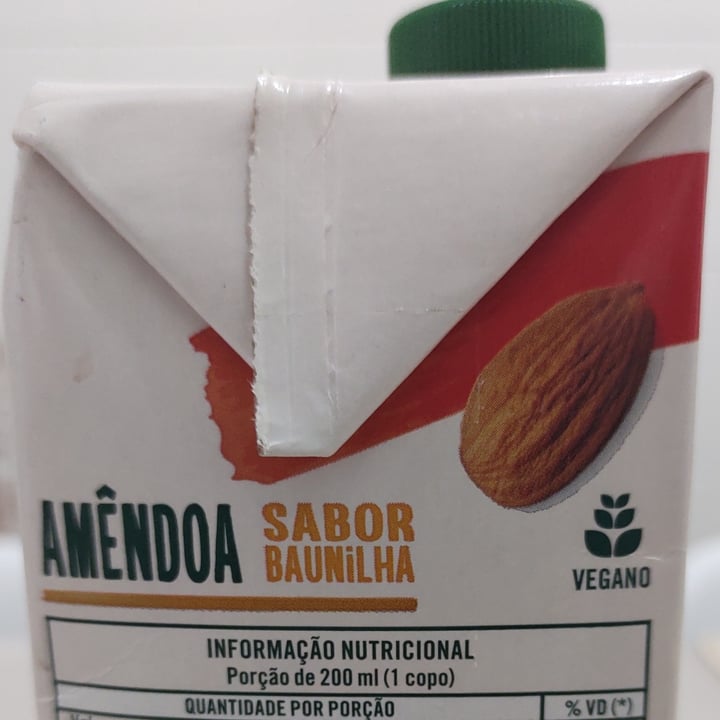 AMÊNDOA
SABOR
BAUNiLHA
VEGANO
INFORMAÇÃO NUTRICIONAL
Porção de 200 ml (1 copo)
QUANTIDADE POR PORÇÃO
% VD (*)